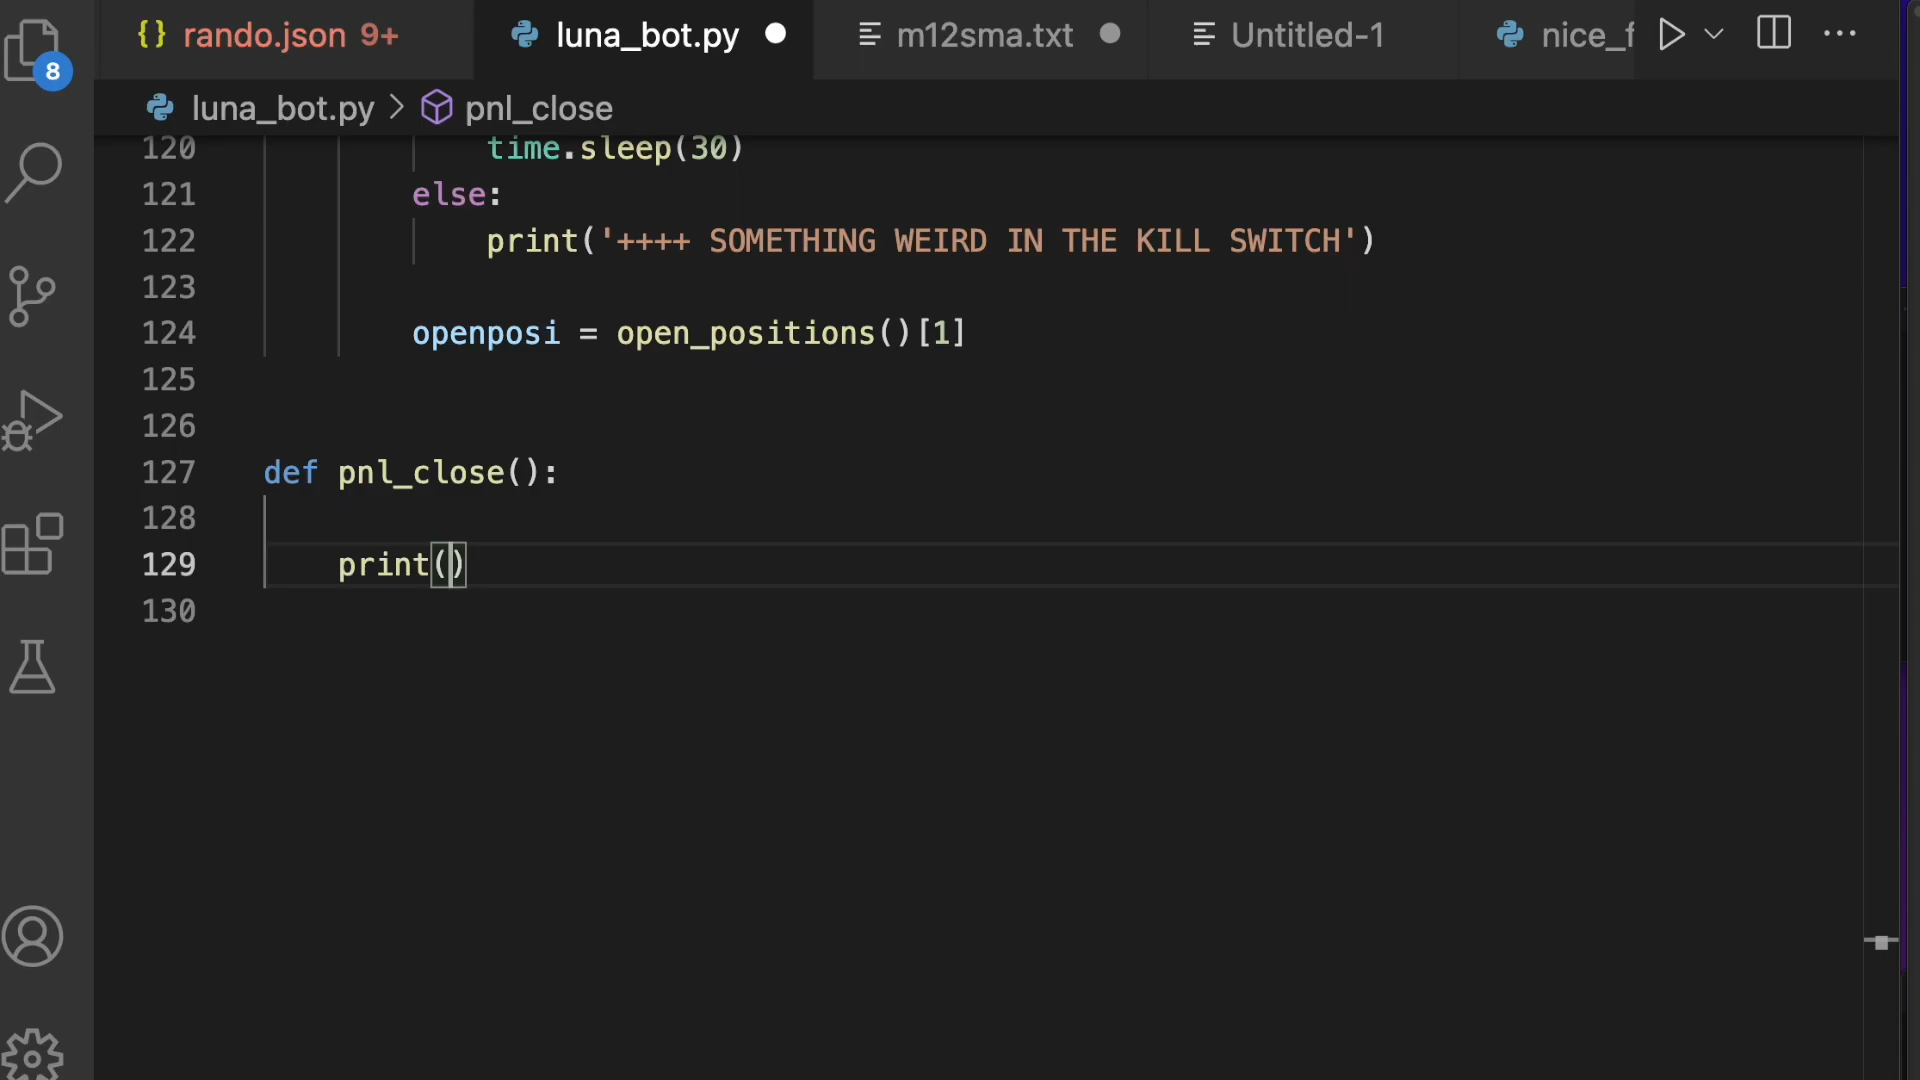 {} rando.json 9+ luna_bot.py m12sma.txt Untitled-1 nice_f
8
luna_bot.py > pnl_close
120 time.sleep(30)
121 else:
122 print('++++ SOMETHING WEIRD IN THE KILL SWITCH')
123
124 openposi = open_positions()[1]
125
126
127 def pnl_close():
128
129 print()
130